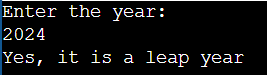 Enter the year:
2024
Yes, it is a leap year